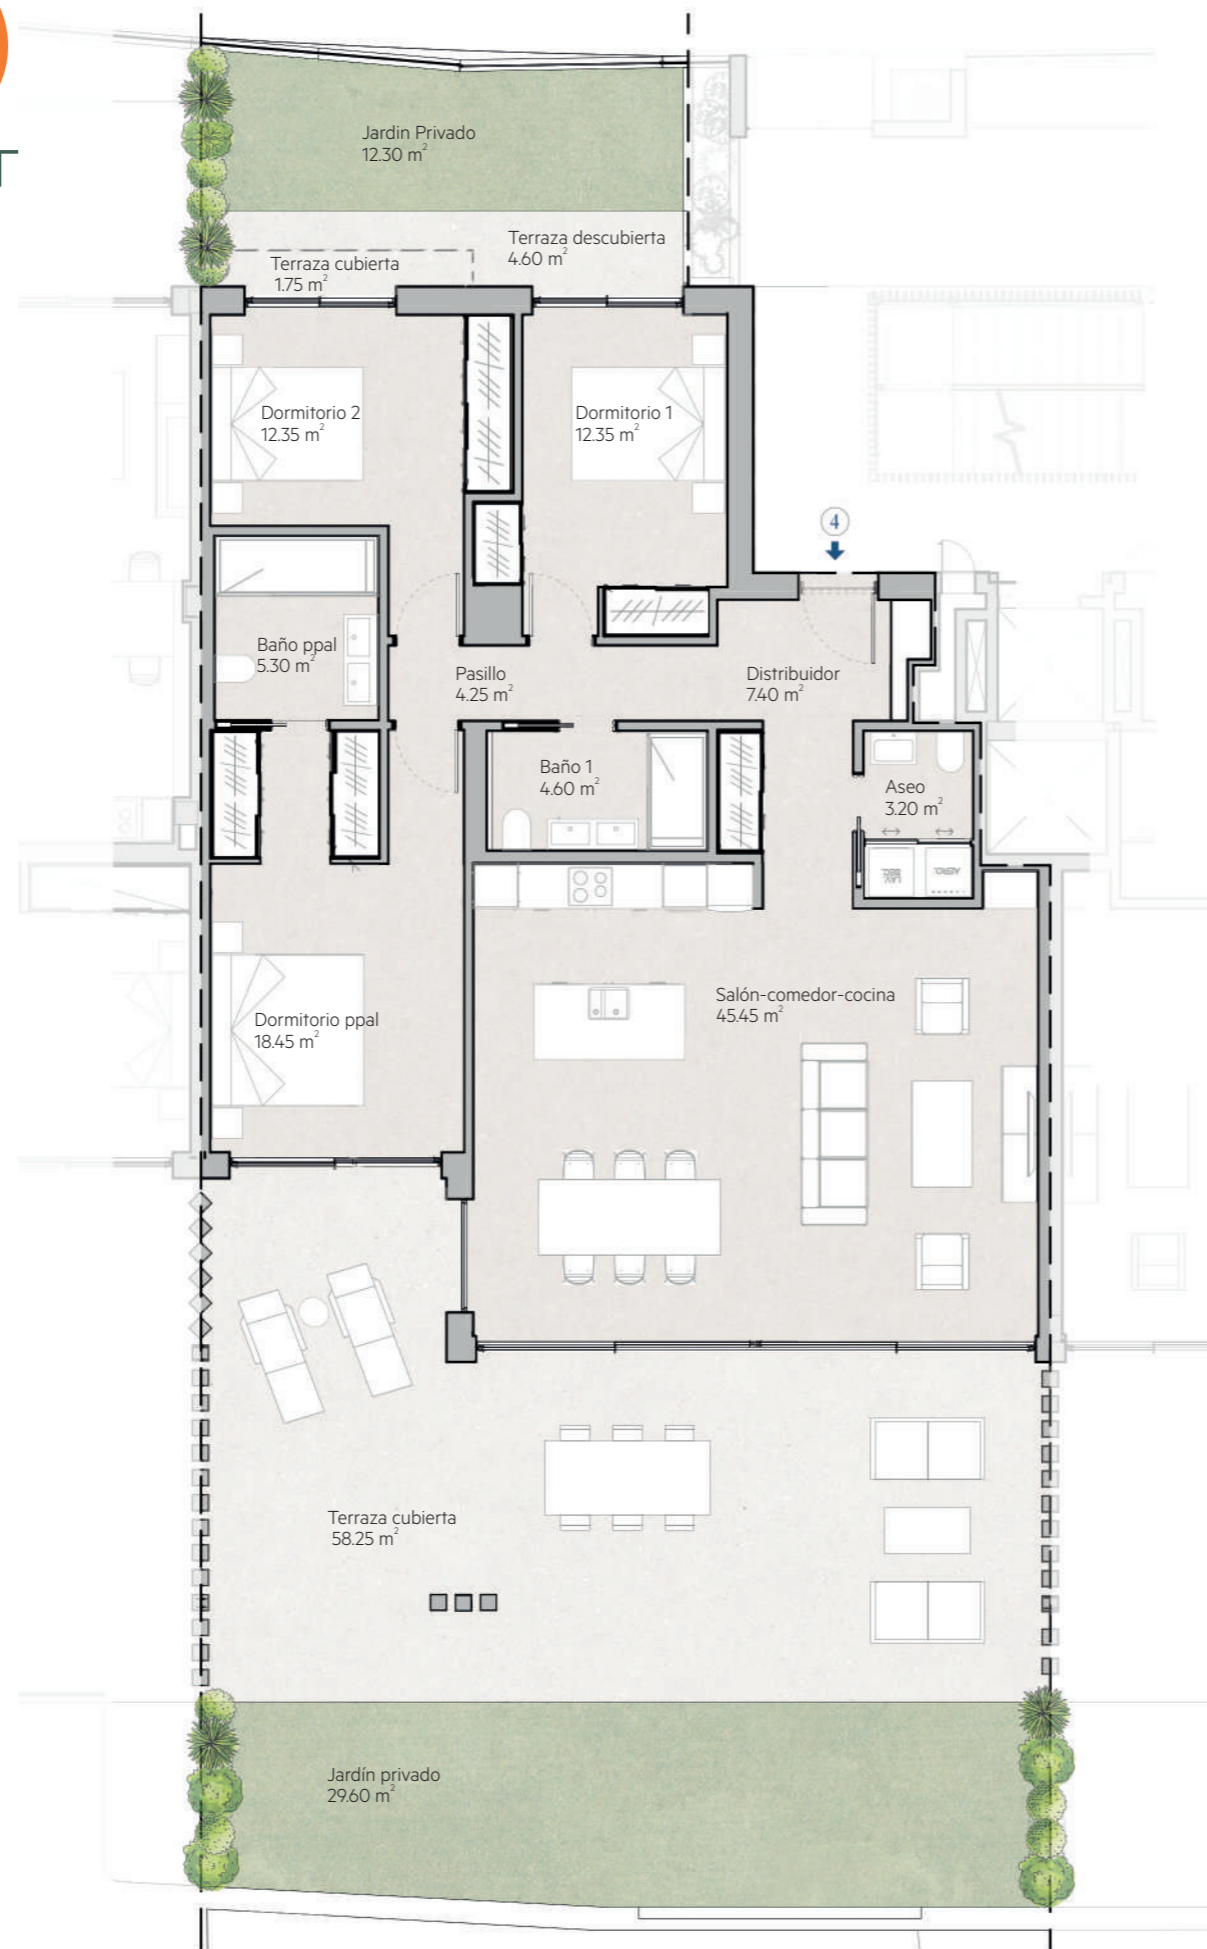 T
Jardin Privado
12.30 m²
Terraza descubierta
4.60 m²
Terraza cubierta
1.75 m²
Dormitorio 2
12.35 m²
Dormitorio 1
12.35 m²
4
Baño ppal
5.30 m²
Pasillo
4.25 m²
Distribuidor
7.40 m²
Baño 1
4.60 m²
Aseo
3.20 m²
LAV.
SEC.
AERO.
Salón-comedor-cocina
45.45 m²
Dormitorio ppal
18.45 m²
Terraza cubierta
58.25 m²
Jardín privado
29.60 m²